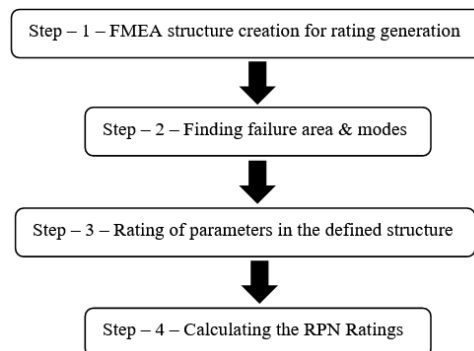 Step – 1 – FMEA structure creation for rating generation
Step – 2 – Finding failure area & modes
Step – 3 – Rating of parameters in the defined structure
Step – 4 – Calculating the RPN Ratings